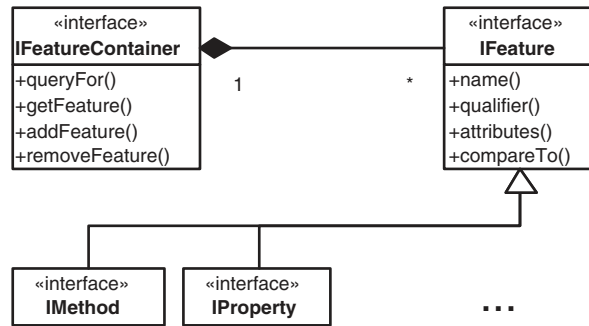 «interface»
IFeatureContainer
+queryFor()
+getFeature()
+addFeature()
+removeFeature()
1
*
«interface»
IFeature
+name()
+qualifier()
+attributes()
+compareTo()
«interface»
IMethod
«interface»
IProperty
...